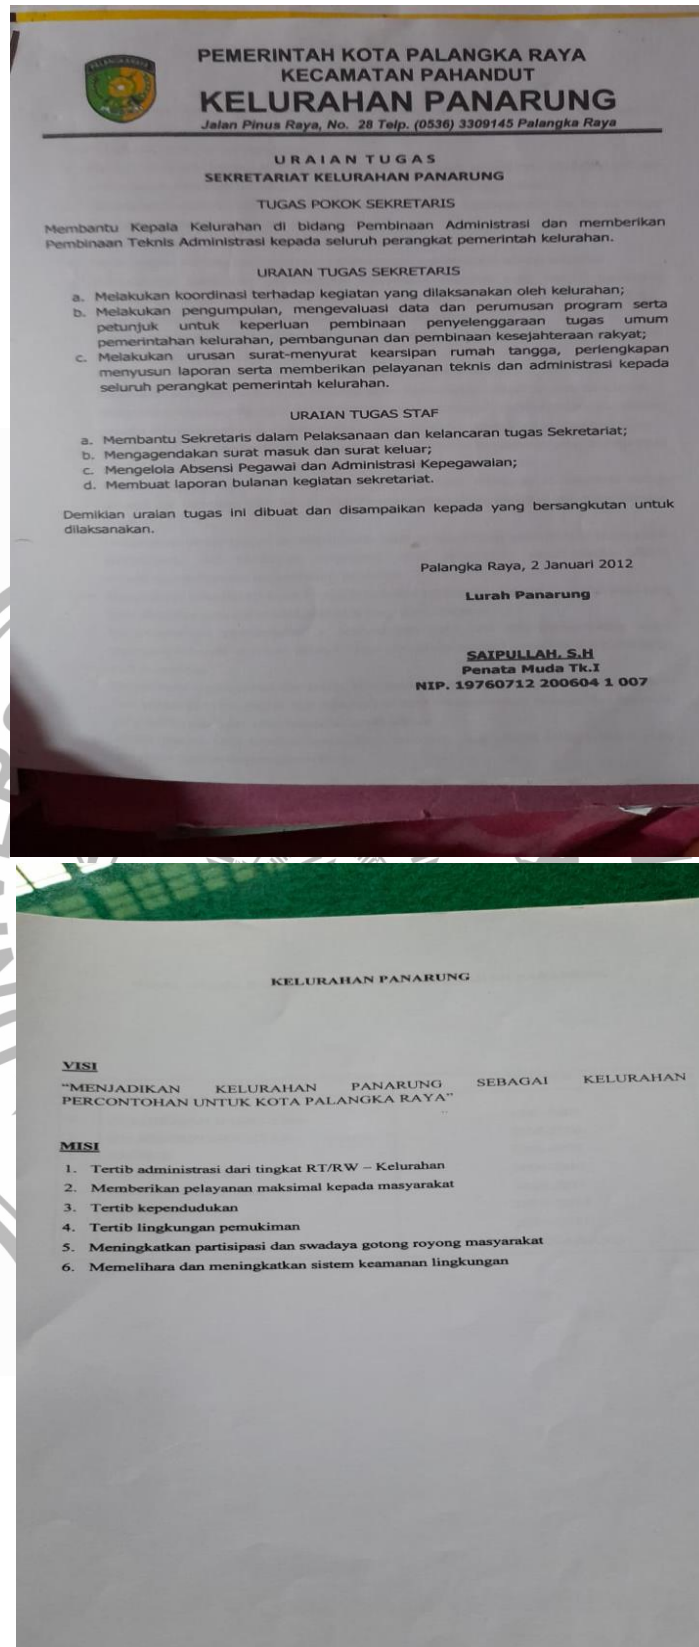 PALANGKA RAYA
PEMERINTAH KOTA PALANGKA RAYA
KECAMATAN PAHANDUT
KELURAHAN PANARUNG
Jalan Pinus Raya, No. 28 Telp. (0536) 3309145 Palangka Raya
URAIAN TUGAS
SEKRETARIAT KELURAHAN PANARUNG
TUGAS POKOK SEKRETARIS
Membantu Kepala Kelurahan di bidang Pembinaan Administrasi dan memberikan
Pembinaan Teknis Administrasi kepada seluruh perangkat pemerintah kelurahan.
URAIAN TUGAS SEKRETARIS
a. Melakukan koordinasi terhadap kegiatan yang dilaksanakan oleh kelurahan;
b. Melakukan pengumpulan, mengevaluasi data dan perumusan program serta
petunjuk untuk keperluan pembinaan penyelenggaraan tugas umum
pemerintahan kelurahan, pembangunan dan pembinaan kesejahteraan rakyat;
c. Melakukan urusan surat-menyurat kearsipan rumah tangga, perlengkapan
menyusun laporan serta memberikan pelayanan teknis dan administrasi kepada
seluruh perangkat pemerintah kelurahan.
URAIAN TUGAS STAF
a. Membantu Sekretaris dalam Pelaksanaan dan kelancaran tugas Sekretariat;
b. Mengagendakan surat masuk dan surat keluar;
c. Mengelola Absensi Pegawai dan Administrasi Kepegawaian;
d. Membuat laporan bulanan kegiatan sekretariat.
Demikian uraian tugas ini dibuat dan disampaikan kepada yang bersangkutan untuk
dilaksanakan.
Palangka Raya, 2 Januari 2012
Lurah Panarung
SAIPULLAH, S.H
Penata Muda Tk.I
NIP. 19760712 200604 1 007
KELURAHAN PANARUNG
VISI
"MENJADIKAN KELURAHAN PANARUNG SEBAGAI KELURAHAN
PERCONTOHAN UNTUK KOTA PALANGKA RAYA"
MISI
1. Tertib administrasi dari tingkat RT/RW – Kelurahan
2. Memberikan pelayanan maksimal kepada masyarakat
3. Tertib kependudukan
4. Tertib lingkungan pemukiman
5. Meningkatkan partisipasi dan swadaya gotong royong masyarakat
6. Memelihara dan meningkatkan sistem keamanan lingkungan